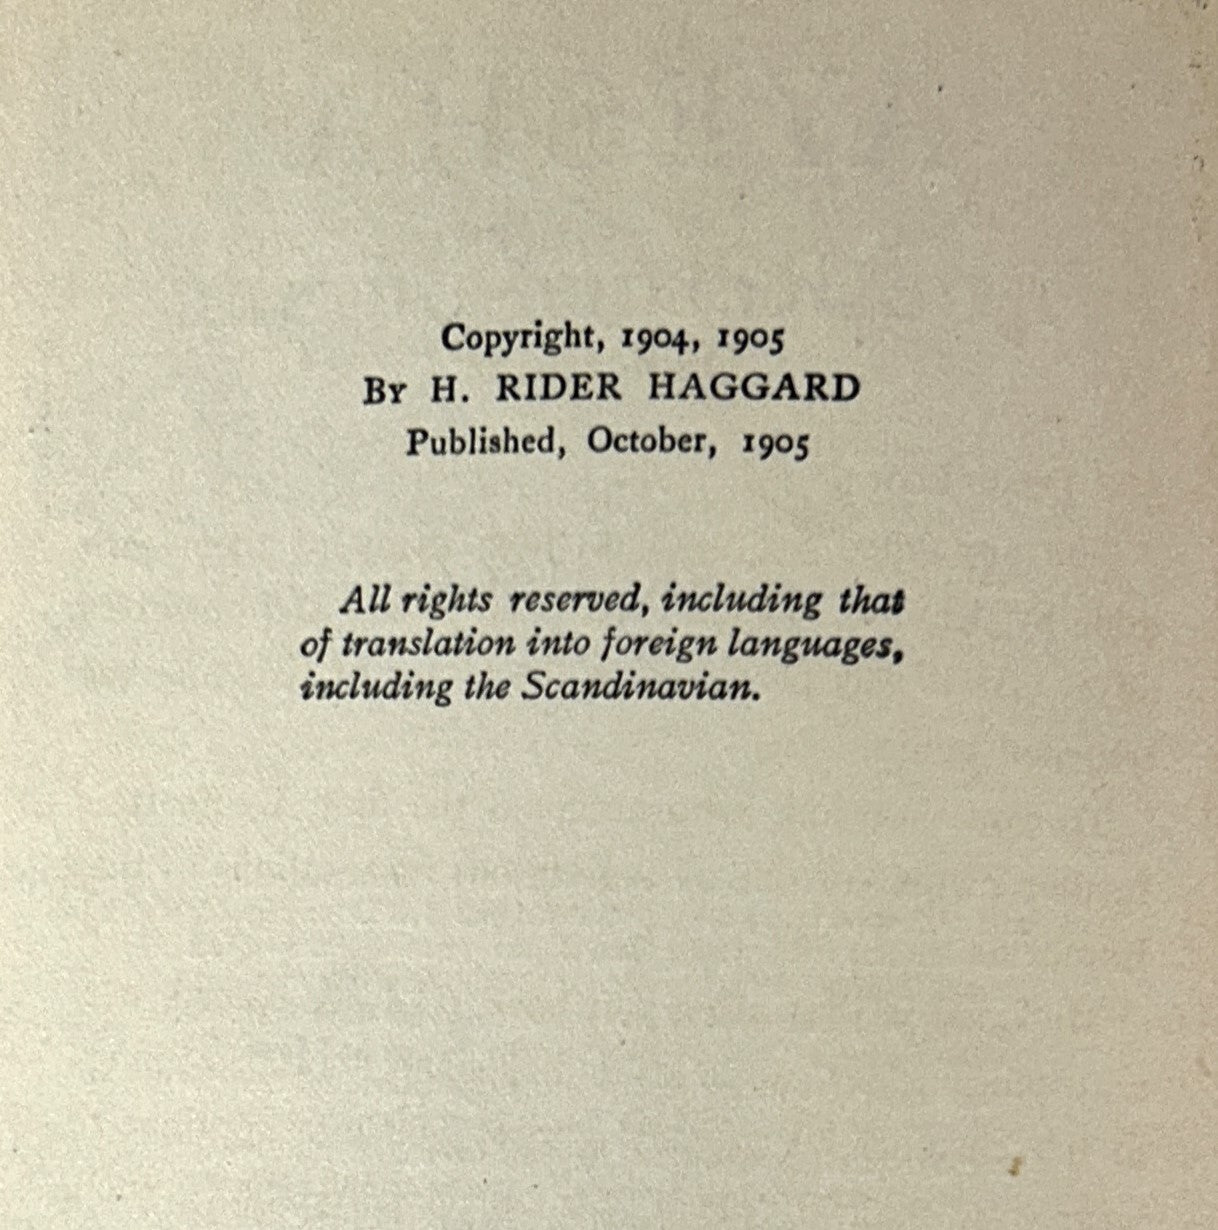 Copyright, 1904, 1905
By H. RIDER HAGGARD
Published, October, 1905
All rights reserved, including that
of translation into foreign languages,
including the Scandinavian.